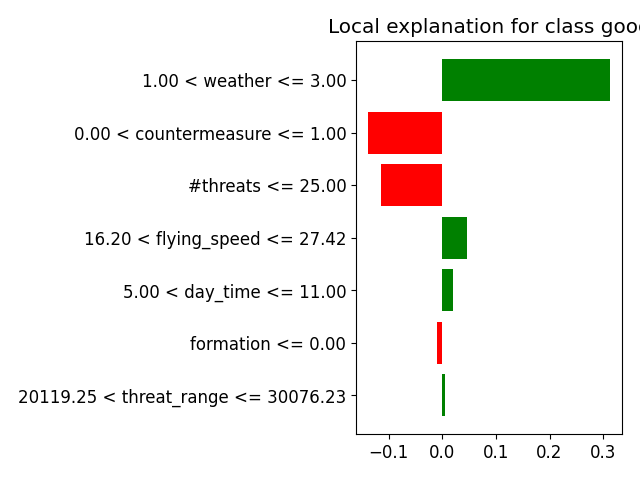 Local explanation for class goo
1.00 < weather <= 3.00
0.00 < countermeasure <= 1.00
#threats <= 25.00
16.20 < flying_speed <= 27.42
5.00 < day_time <= 11.00
formation <= 0.00
20119.25 < threat_range <= 30076.23
−0.1 0.0 0.1 0.2 0.3